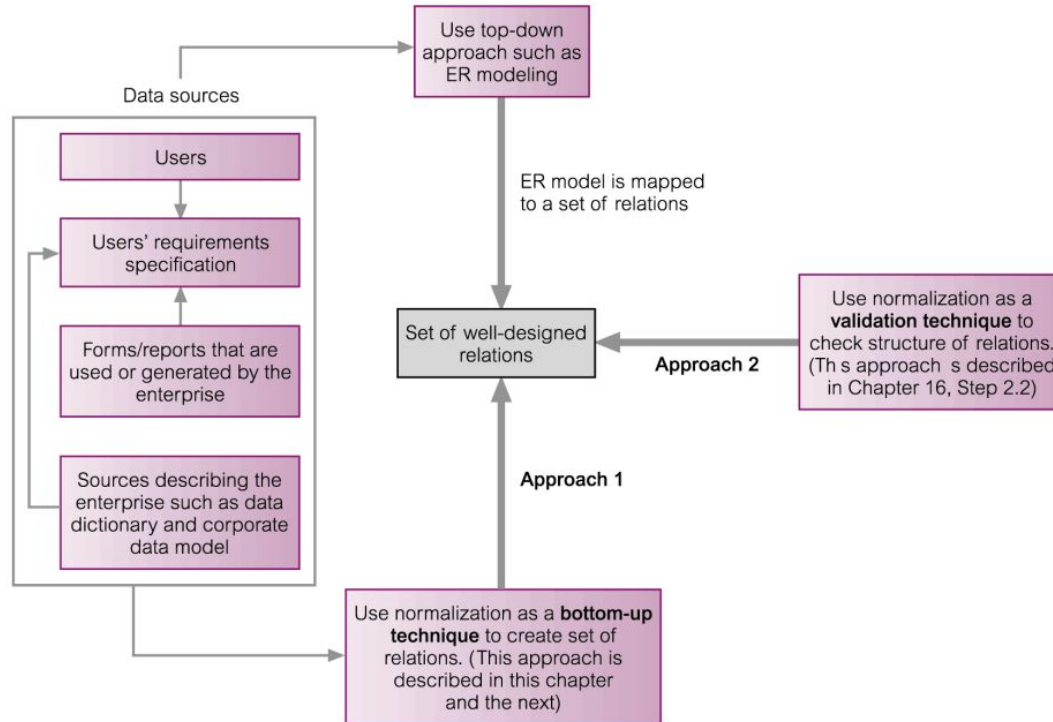 Use top-down
approach such as
ER modeling
Data sources
Users
Users' requirements
specification
Forms/reports that are
used or generated by the
enterprise
Sources describing the
enterprise such as data
dictionary and corporate
data model
ER model is mapped
to a set of relations
Set of well-designed
relations
Approach 2
Use normalization as a
validation technique to
check structure of relations.
(Th s approach  s described
in Chapter 16, Step 2.2)
Approach 1
Use normalization as a bottom-up
technique to create set of
relations. (This approach is
described in this chapter
and the next)